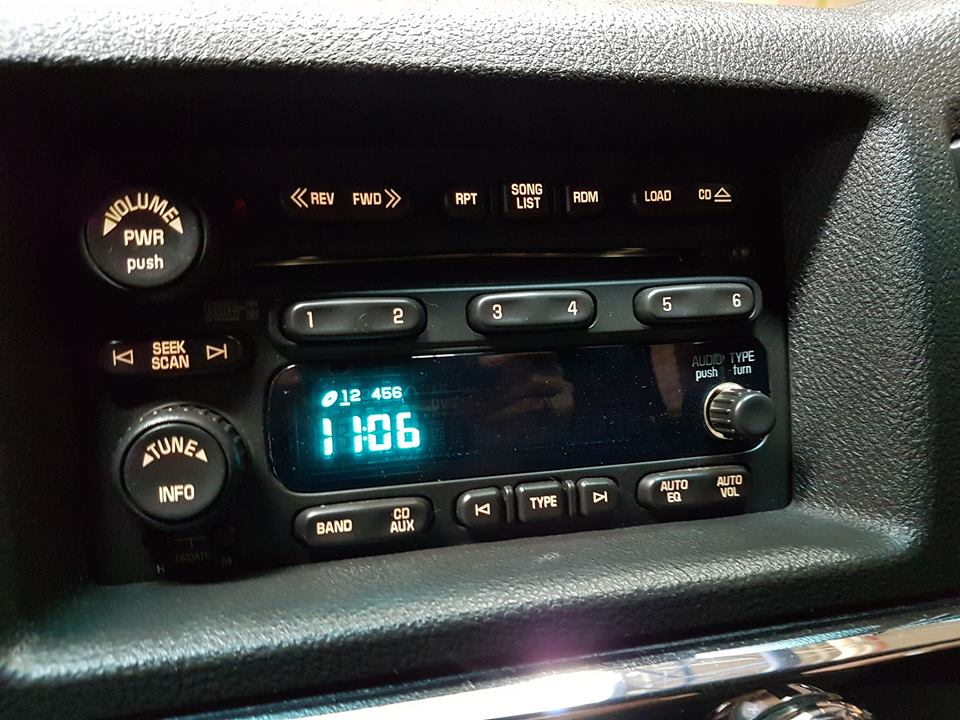 VOLUME
PWR
push
REV FWD
RPT
SONG
LIST
RDM
LOAD
CD
1 2
3 4
5 6
SEEK
SCAN
AUDIO TYPE
push turn
12 456
11:06
TUNE
INFO
BAND
CD
AUX
TYPE
AUTO
EQ
AUTO
VOL
UPDATE
H M